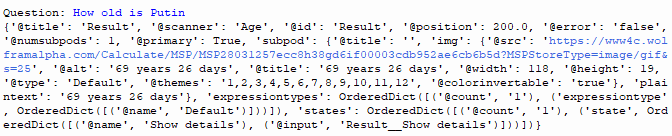 Question: How old is Putin
{'@title': 'Result', '@scanner': 'Age', '@id': 'Result', '@position': 200.0, '@error': 'false',
'@numsubpods': 1, '@primary': True, 'subpod': {'@title': '', 'img': {'@src': 'https://www4c.wol
framalpha.com/Calculate/MSP/MSP28031257ecc8h38gd6if00003cdb952ae6cb6b5d?MSPStoreType=image/gif&
s=25', '@alt': '69 years 26 days', '@title': '69 years 26 days', '@width': 118, '@height': 19,
'@type': 'Default', '@themes': '1,2,3,4,5,6,7,8,9,10,11,12', '@colorinvertable': 'true'}, 'plai
ntext': '69 years 26 days'}, 'expressiontypes': OrderedDict([('@count', '1'), ('expressiontype'
, OrderedDict([('@name', 'Default')]))]), 'states': OrderedDict([('@count', '1'), ('state', Ord
eredDict([('@name', 'Show details'), ('@input', 'Result__Show details')]))])}